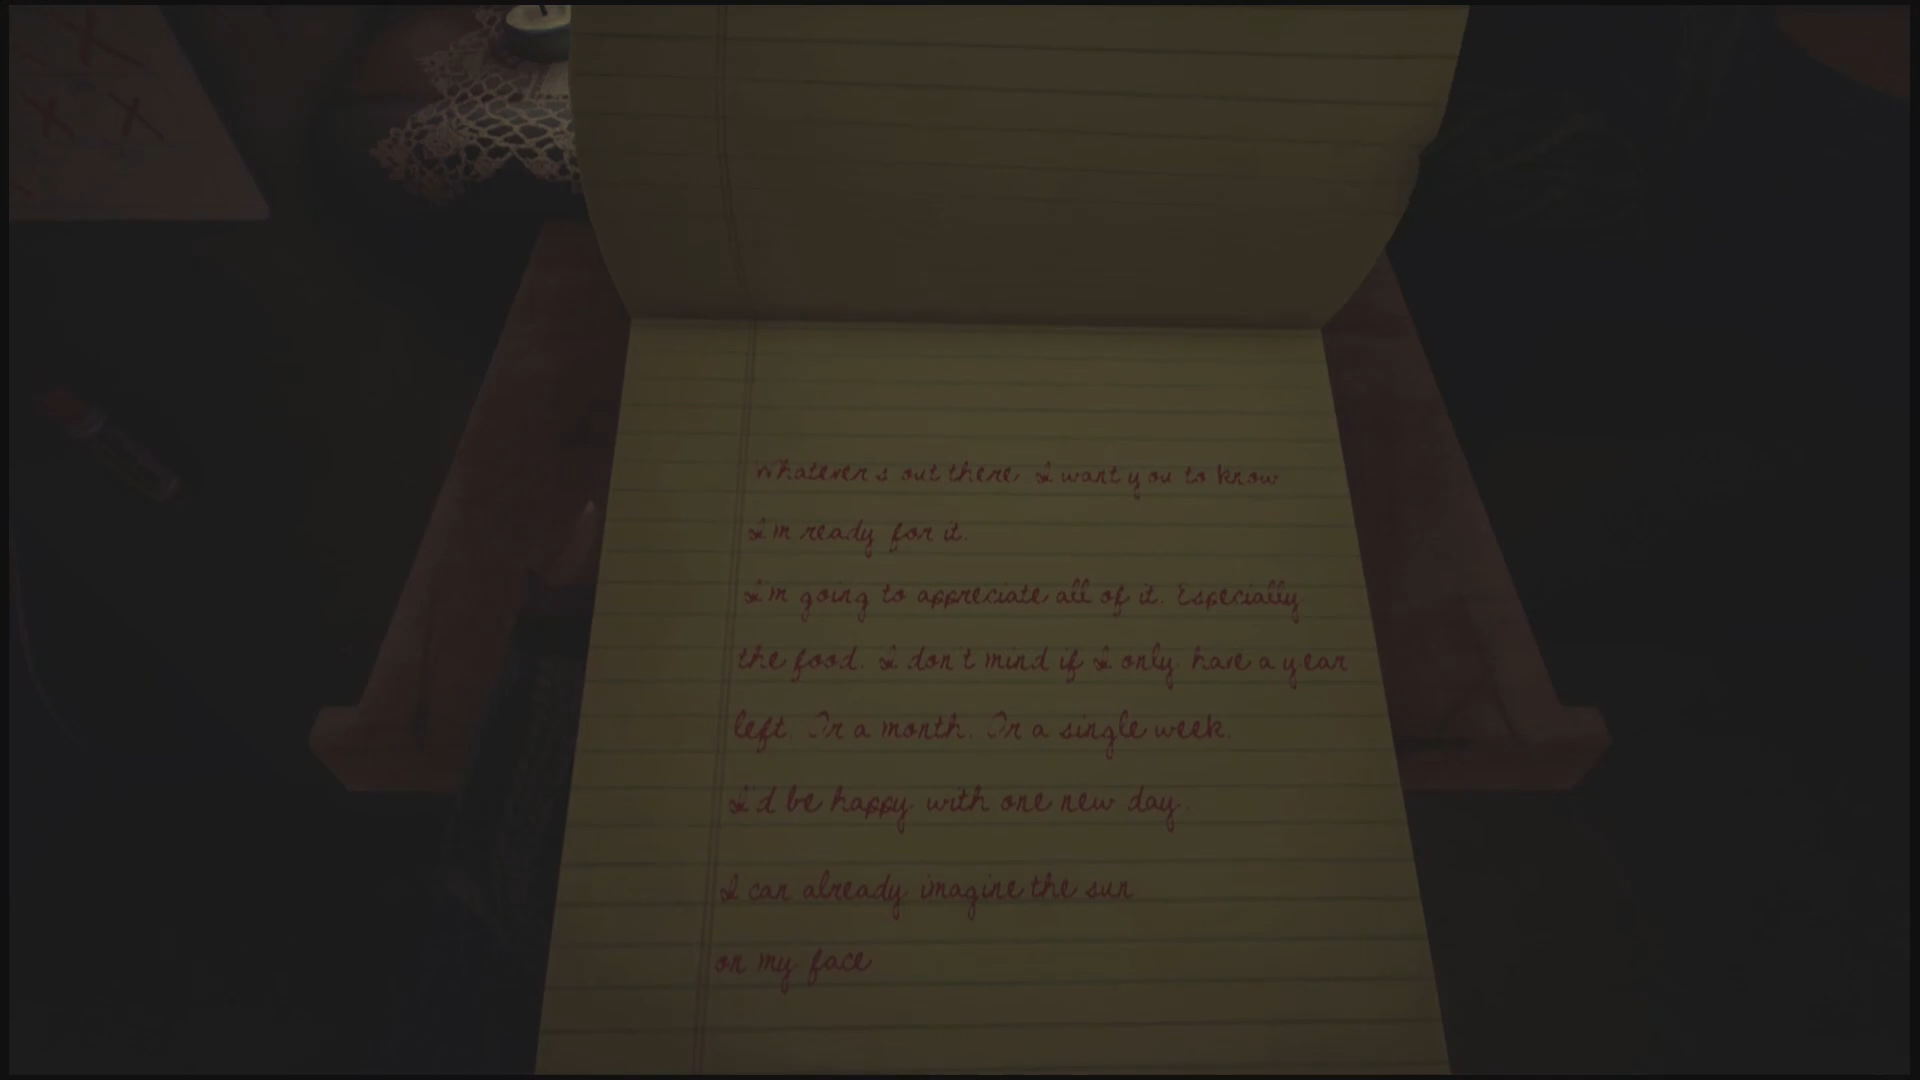 Whatever's out there, I want you to know
I'm ready for it.
I'm going to appreciate all of it. Especially
the food. I don't mind if I only have a year
left. Or a month. Or a single week.
I'd be happy with one new day.
I can already imagine the sun
on my face